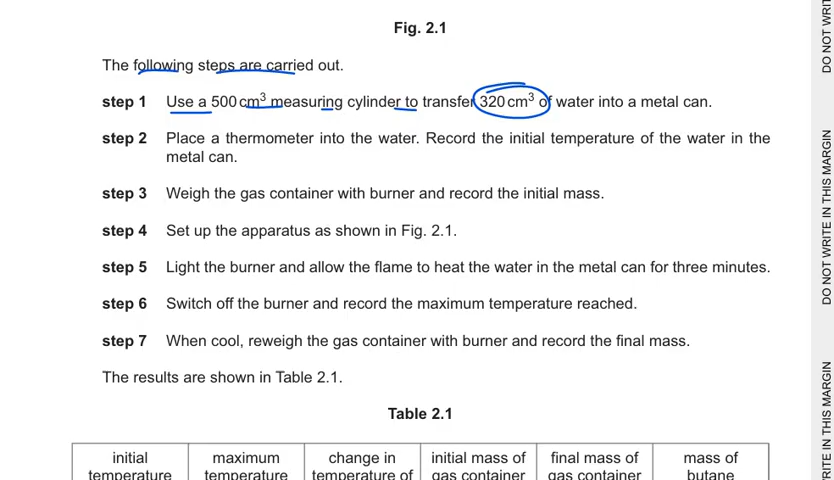 Fig. 2.1
The following steps are carried out.
step 1 Use a 500 cm³ measuring cylinder to transfer 320 cm³ of water into a metal can.
step 2 Place a thermometer into the water. Record the initial temperature of the water in the
metal can.
step 3 Weigh the gas container with burner and record the initial mass.
step 4 Set up the apparatus as shown in Fig. 2.1.
step 5 Light the burner and allow the flame to heat the water in the metal can for three minutes.
step 6 Switch off the burner and record the maximum temperature reached.
step 7 When cool, reweigh the gas container with burner and record the final mass.
The results are shown in Table 2.1.
Table 2.1
initial maximum change in initial mass of final mass of mass of
temperature temperature temperature of gas container gas container butane
DO NOT WRIT
DO NOT WRITE IN THIS MARGIN
RITE IN THIS MARGIN